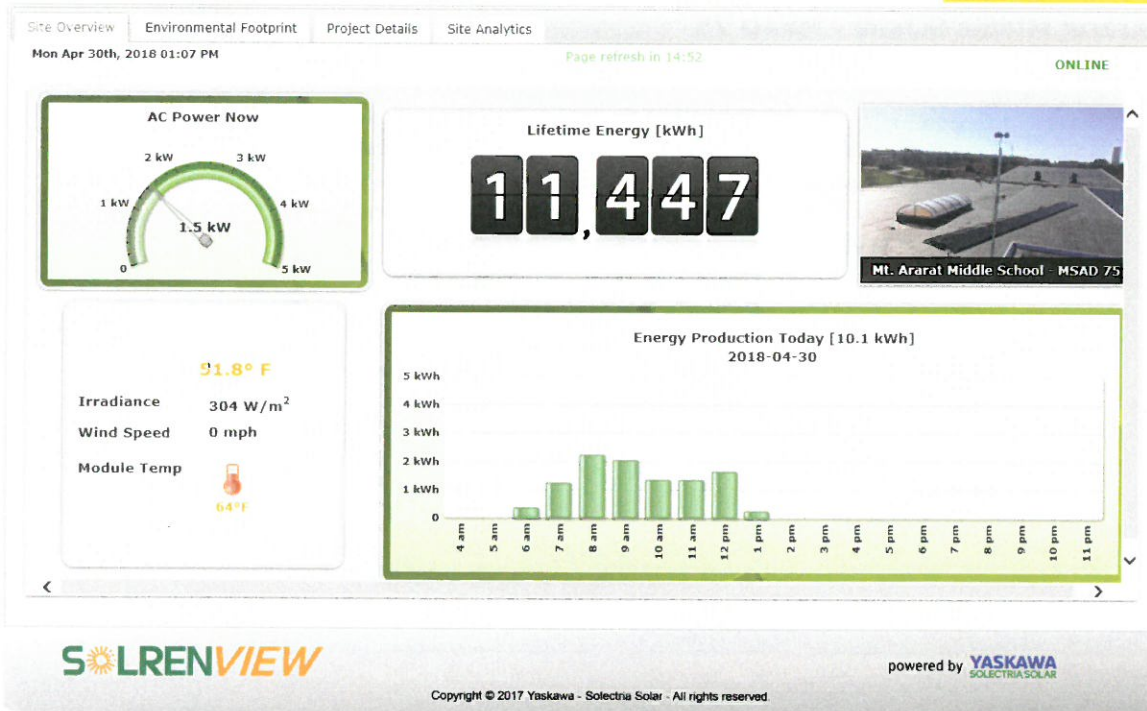 Site Overview Environmental Footprint Project Details Site Analytics
Mon Apr 30th, 2018 01:07 PM
Page refresh in 14:52
ONLINE
AC Power Now
2 kW 3 kW
1 kW 4 kW
1.5 kW
0 5 kW
Lifetime Energy [kWh]
11,447
Mt. Ararat Middle School - MSAD 75
51.8° F
Irradiance 304 W/m²
Wind Speed 0 mph
Module Temp
64°F
Energy Production Today [10.1 kWh]
2018-04-30
5 kWh
4 kWh
3 kWh
2 kWh
1 kWh
0
4 am 5 am 6 am 7 am 8 am 9 am 10 am 11 am 12 pm 1 pm 2 pm 3 pm 4 pm 5 pm 6 pm 7 pm 8 pm 9 pm 10 pm 11 pm
SOLRENVIEW
powered by YASKAWA
SOLECTRIA SOLAR
Copyright © 2017 Yaskawa - Solectria Solar - All rights reserved.